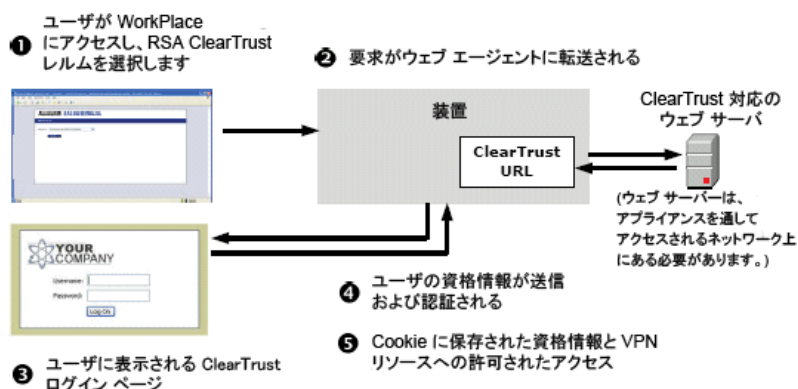 ❶ ユーザが WorkPlace
にアクセスし、RSA ClearTrust
レルムを選択します
❷ 要求がウェブ エージェントに転送される
装置
ClearTrust
URL
ClearTrust 対応の
ウェブ サーバ
(ウェブ サーバーは、
アプライアンスを通して
アクセスされるネットワーク上
にある必要があります。)
YOUR
COMPANY
Username:
Password:
Log On
❸ ユーザに表示される ClearTrust
ログイン ページ
❹ ユーザの資格情報が送信
および認証される
❺ Cookie に保存された資格情報と VPN
リソースへの許可されたアクセス